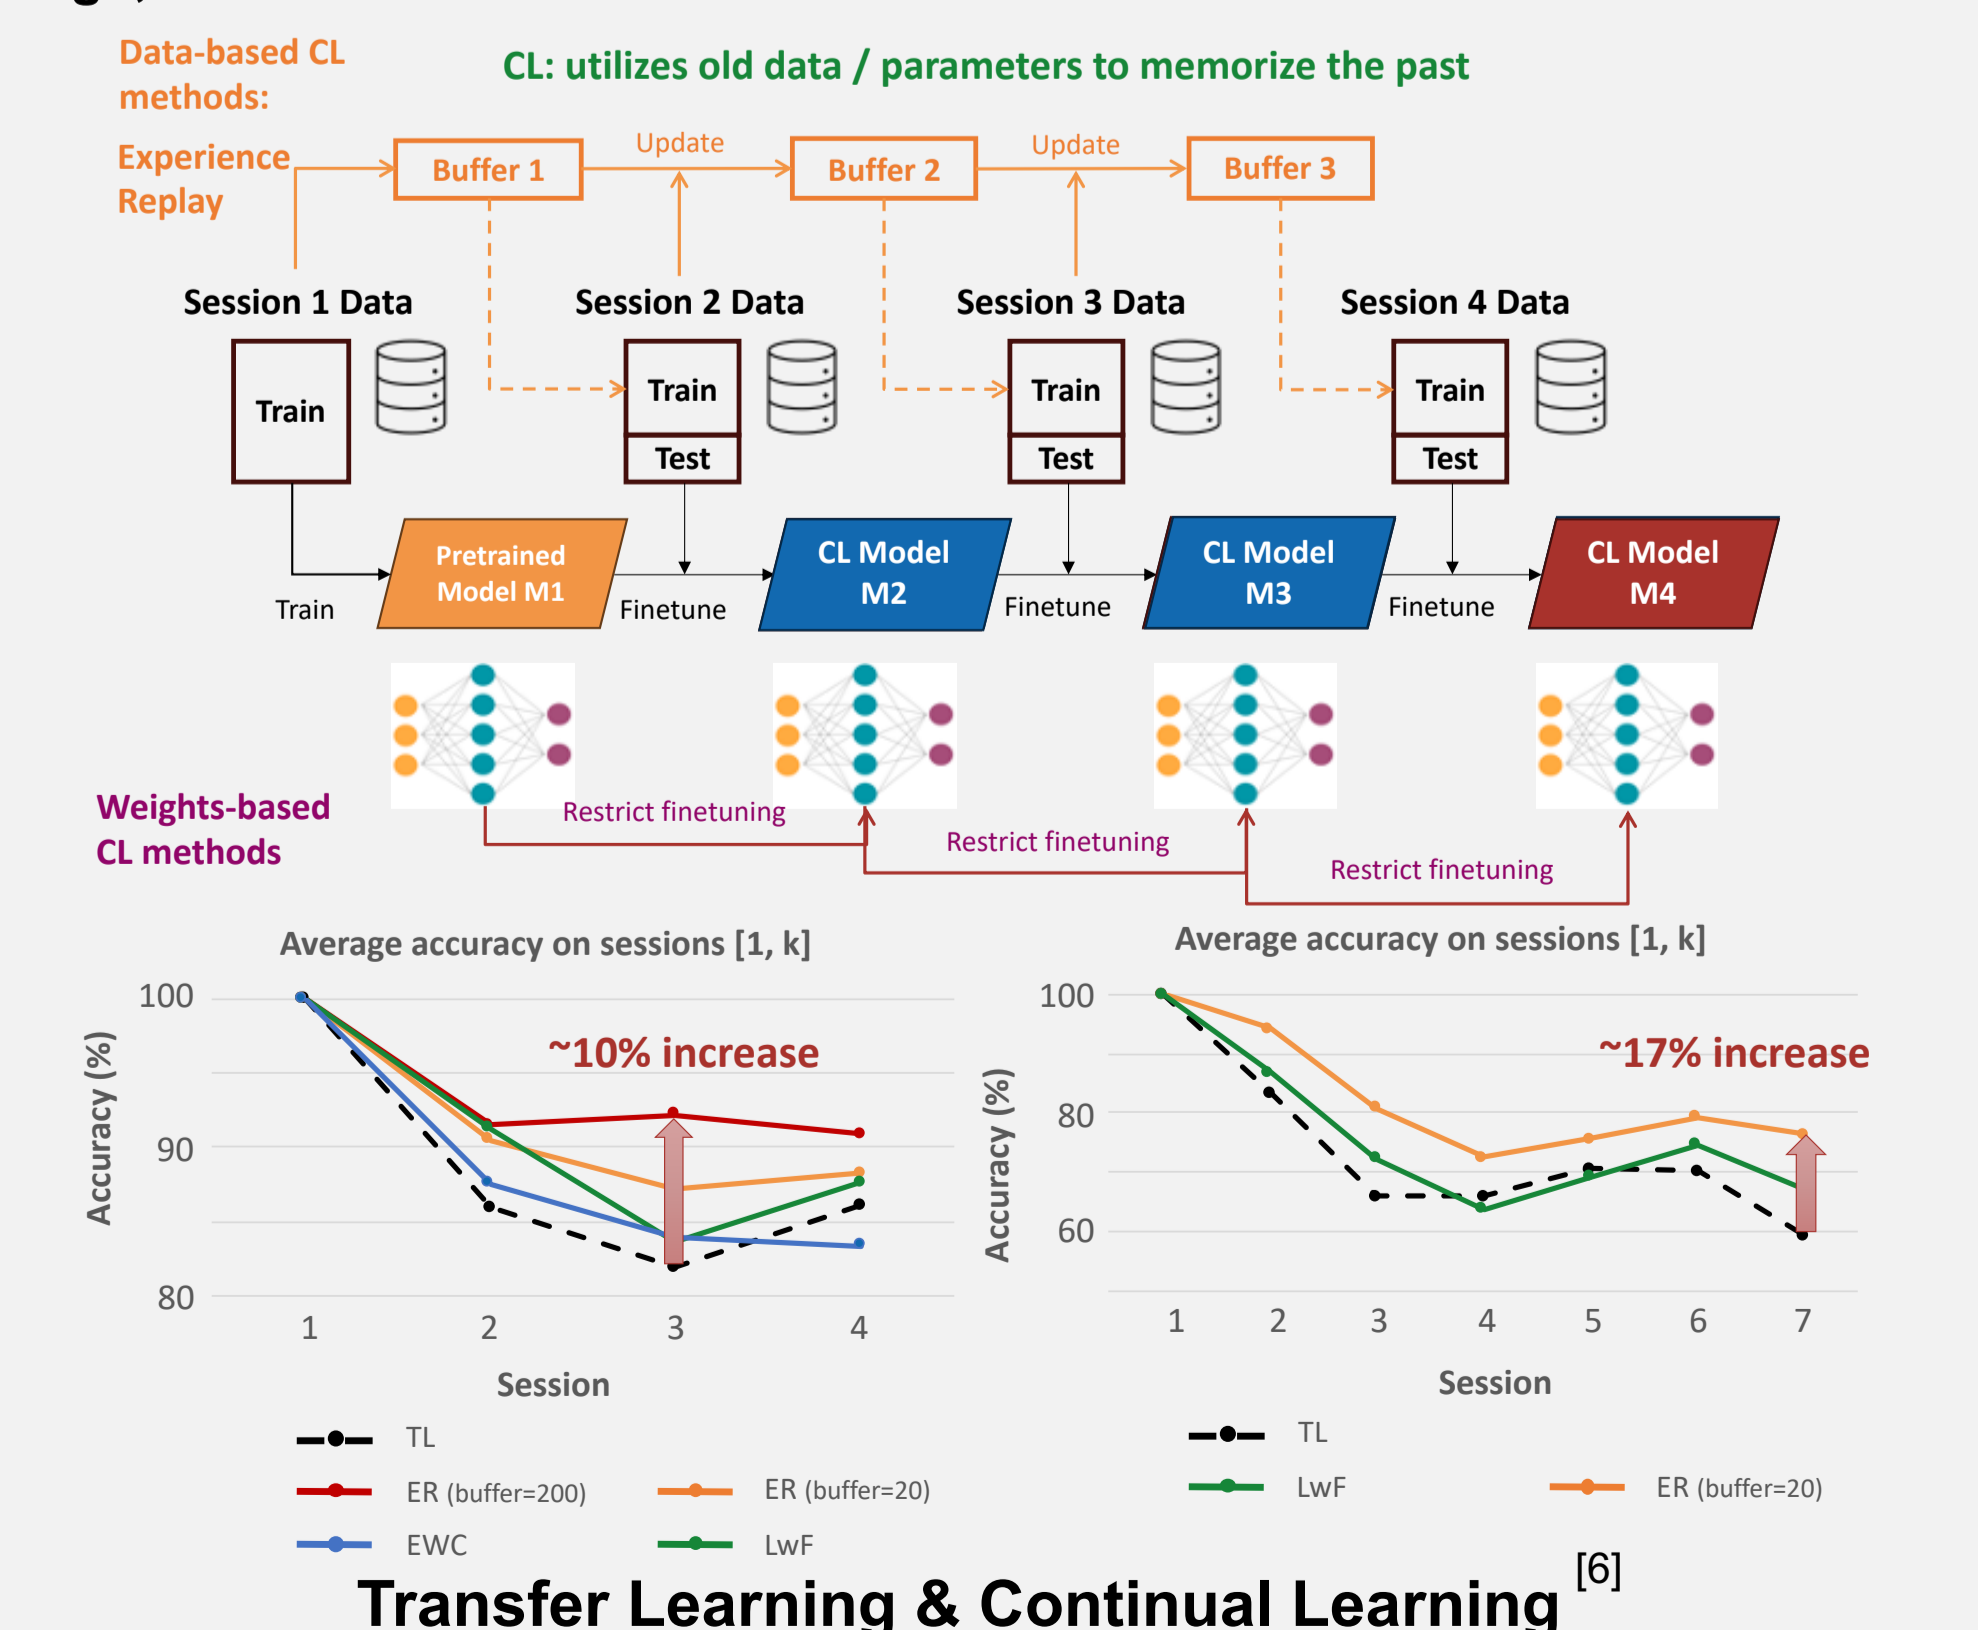 Data-based CL
methods:
CL: utilizes old data / parameters to memorize the past
Experience
Replay
Buffer 1
Update
Buffer 2
Update
Buffer 3
Session 1 Data
Session 2 Data
Session 3 Data
Session 4 Data
Train
Train
Train
Train
Test
Test
Test
Pretrained
Model M1
CL Model
M2
CL Model
M3
CL Model
M4
Train
Finetune
Finetune
Finetune
Weights-based
CL methods
Restrict finetuning
Restrict finetuning
Restrict finetuning
Average accuracy on sessions [1, k]
100
90
80
Accuracy (%)
~10% increase
1 2 3 4
Session
TL
ER (buffer=200)
ER (buffer=20)
EWC
LwF
Average accuracy on sessions [1, k]
100
80
60
Accuracy (%)
~17% increase
1 2 3 4 5 6 7
Session
TL
LwF
ER (buffer=20)
Transfer Learning & Continual Learning [6]